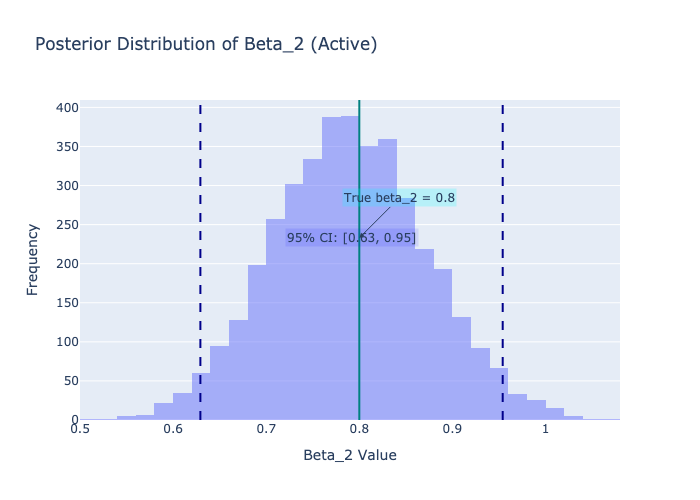 Posterior Distribution of Beta_2 (Active)
Frequency
400
350
300
250
200
150
100
50
0
True beta_2 = 0.8
95% CI: [0.63, 0.95]
0.5 0.6 0.7 0.8 0.9 1
Beta_2 Value